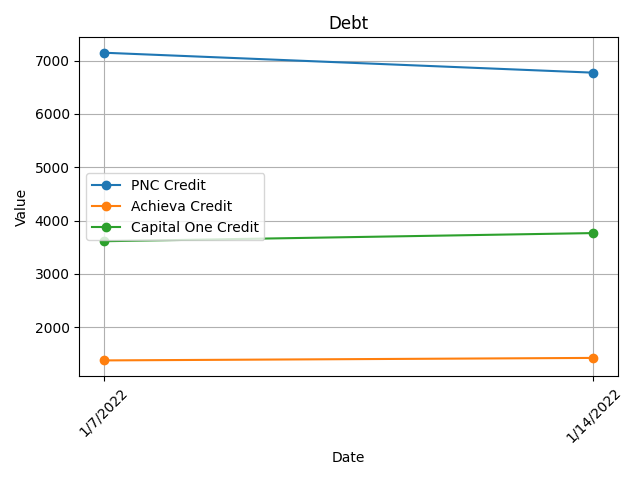 Debt
7000
6000
5000
4000
3000
2000
Value
PNC Credit
Achieva Credit
Capital One Credit
1/7/2022
1/14/2022
Date